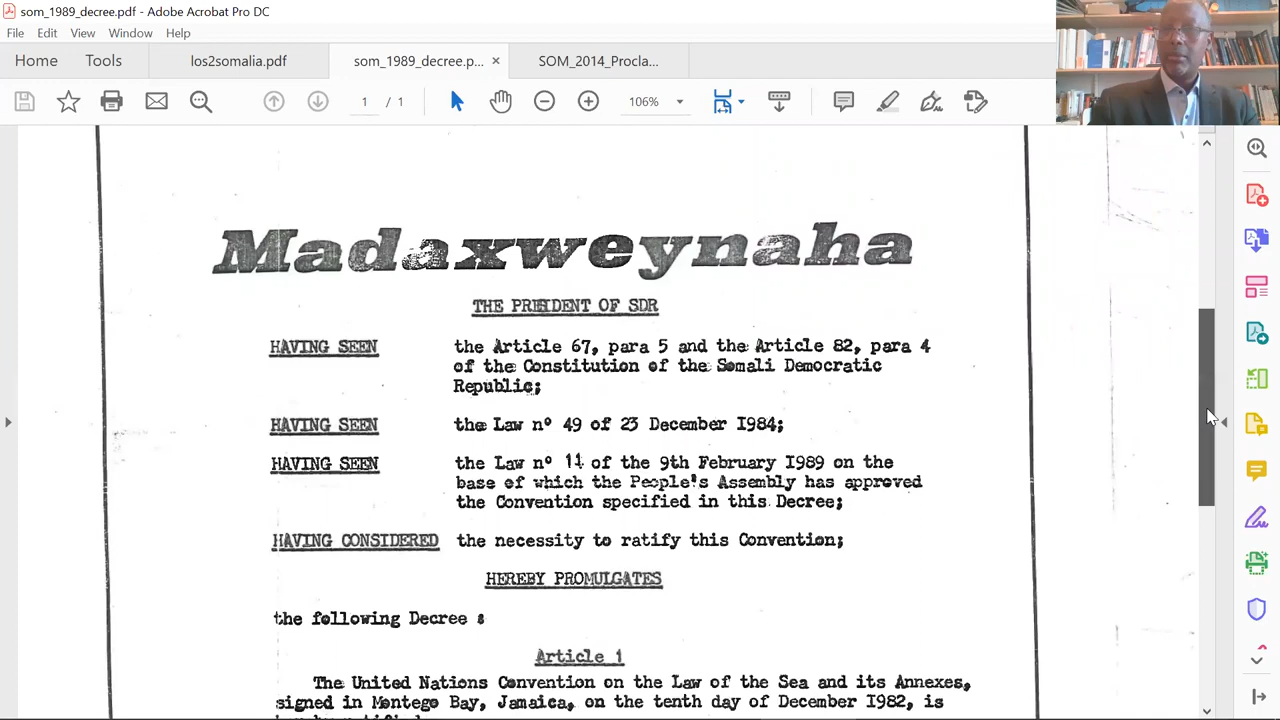 som_1989_decree.pdf - Adobe Acrobat Pro DC
File Edit View Window Help
Home Tools los2somalia.pdf som_1989_decree.p... × SOM_2014_Procla...
1 / 1 106%
Madaxweynaha
THE PRESIDENT OF SDR
HAVING SEEN the Article 67, para 5 and the Article 82, para 4
of the Constitution of the Somali Democratic
Republic;
HAVING SEEN the Law nº 49 of 23 December I984;
HAVING SEEN the Law nº 11 of the 9th February I989 on the
base of which the People's Assembly has approved
the Convention specified in this Decree;
HAVING CONSIDERED the necessity to ratify this Convention;
HEREBY PROMULGATES
the following Decree :
Article 1
The United Nations Convention on the Law of the Sea and its Annexes,
signed in Montego Bay, Jamaica, on the tenth day of December I982, is